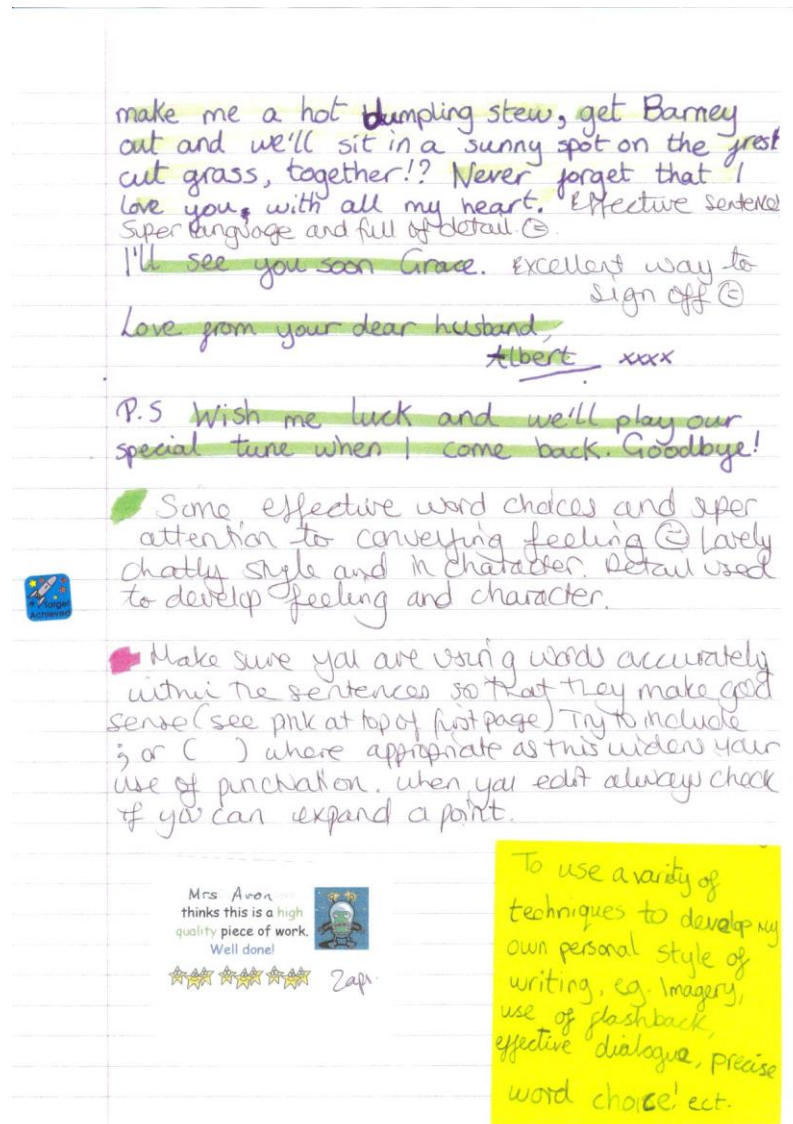 make me a hot dumpling stew, get Barney
out and we'll sit in a sunny spot on the frest
cut grass, together!? Never forget that I
love you, with all my heart. Effective sentence
Super language and full of detail.
I'll see you soon Grace. Excellent way to
sign off
Love from your dear husband,
Albert xxxx
P.S Wish me luck and we'll play our
special tune when I come back. Goodbye!
Some effective word choices and super
attention to conveying feeling Lovely
chatty style and in character. Detail used
to develop feeling and character.
Target
Achieved
Make sure you are using words accurately
within the sentences so that they make good
sense (see pink at top of first page) Try to include
; or ( ) where appropriate as this widens your
use of punctuation. When you edit always check
if you can expand a point.
Mrs Avon
thinks this is a high
quality piece of work.
Well done!
To use a varity of
techniques to develop my
own personal style of
writing, eg. Imagery,
use of flashback,
effective dialogue, precise
word choice! ect.